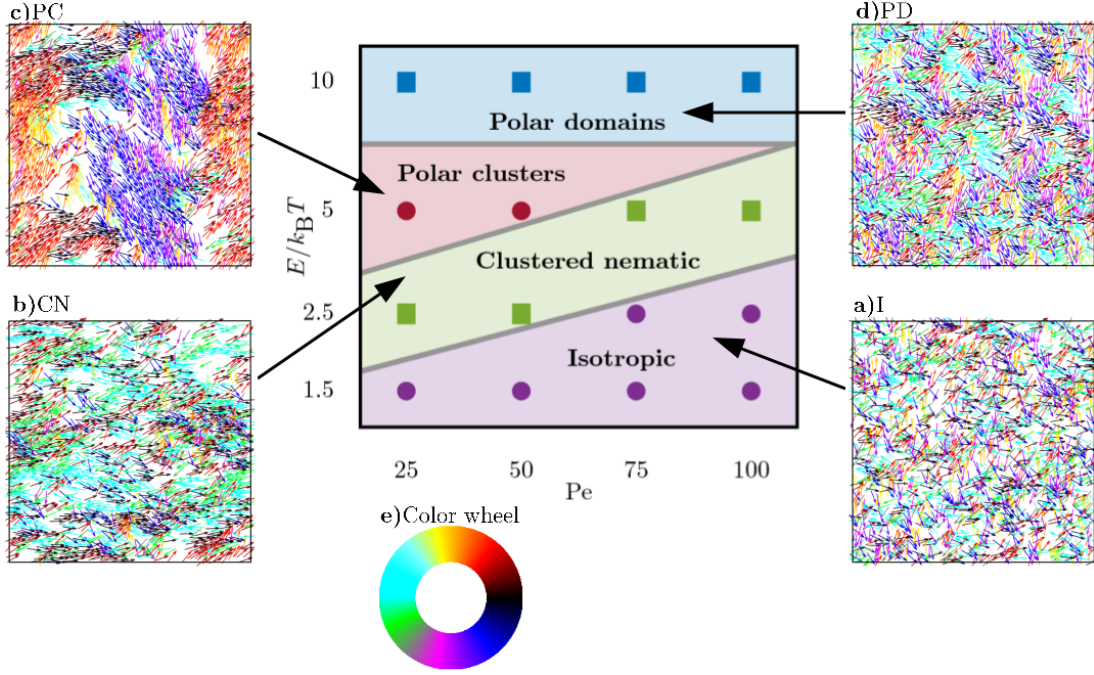 c)PC
d)PD
10
Polar domains
Polar clusters
5
E/k_BT
Clustered nematic
b)CN
a)I
2.5
Isotropic
1.5
25 50 75 100
Pe
e)Color wheel